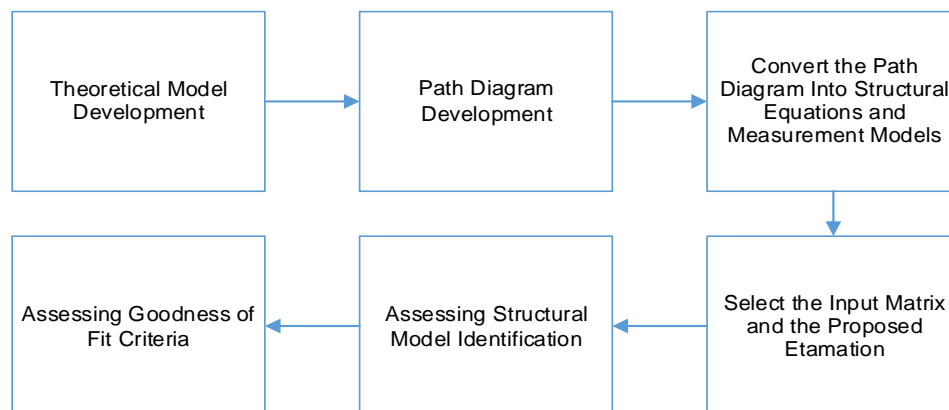 Theoretical Model
Development
Path Diagram
Development
Convert the Path
Diagram Into Structural
Equations and
Measurement Models
Select the Input Matrix
and the Proposed
Etamation
Assessing Structural
Model Identification
Assessing Goodness of
Fit Criteria